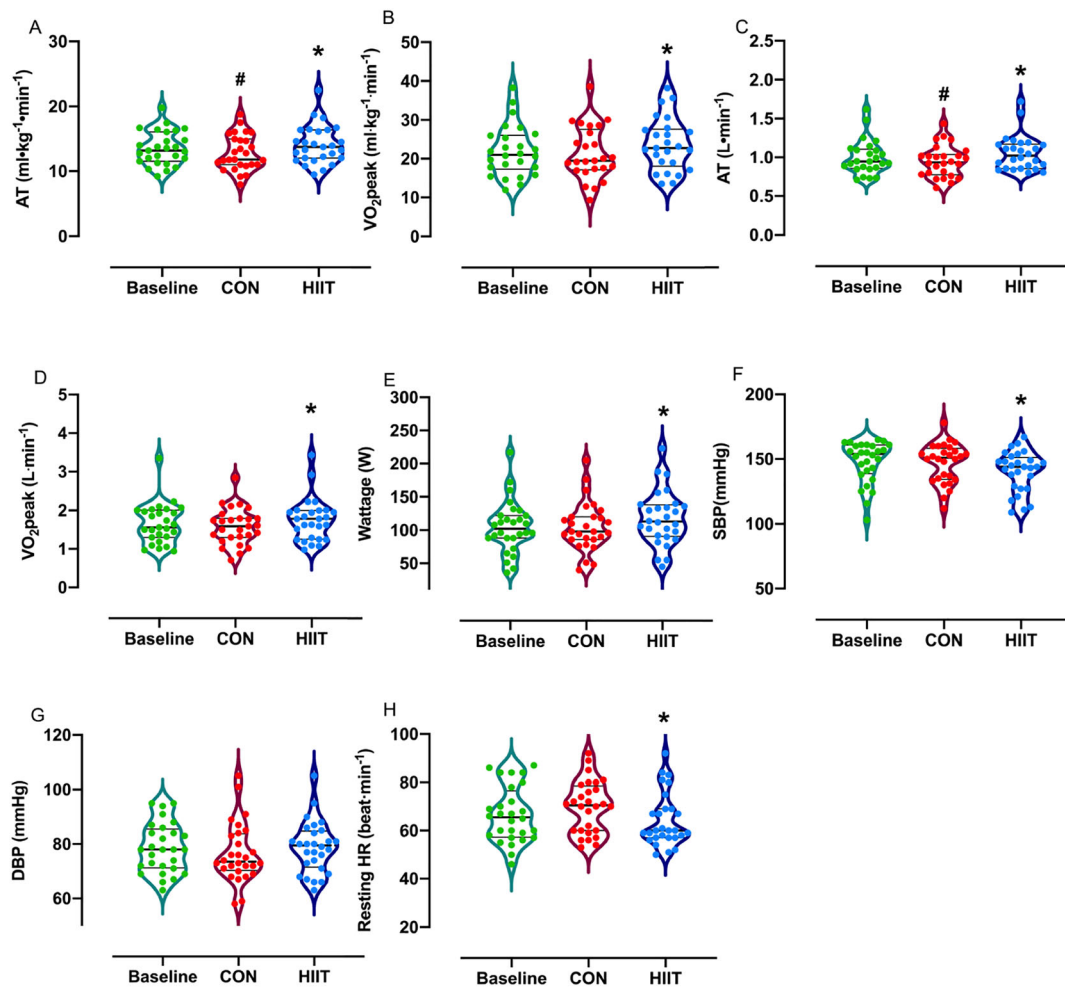 A
AT (ml•kg⁻¹•min⁻¹)
30
20
10
0
#
*
Baseline CON HIIT
B
VO₂peak (ml·kg⁻¹·min⁻¹)
50
40
30
20
10
0
*
Baseline CON HIIT
C
AT (L•min⁻¹)
2.5
2.0
1.5
1.0
0.5
0.0
#
*
Baseline CON HIIT
D
VO₂peak (L·min⁻¹)
5
4
3
2
1
0
*
Baseline CON HIIT
E
Wattage (W)
300
250
200
150
100
50
*
Baseline CON HIIT
F
SBP(mmHg)
200
150
100
50
*
Baseline CON HIIT
G
DBP (mmHg)
120
100
80
60
Baseline CON HIIT
H
Resting HR (beat·min⁻¹)
100
80
60
40
20
*
Baseline CON HIIT